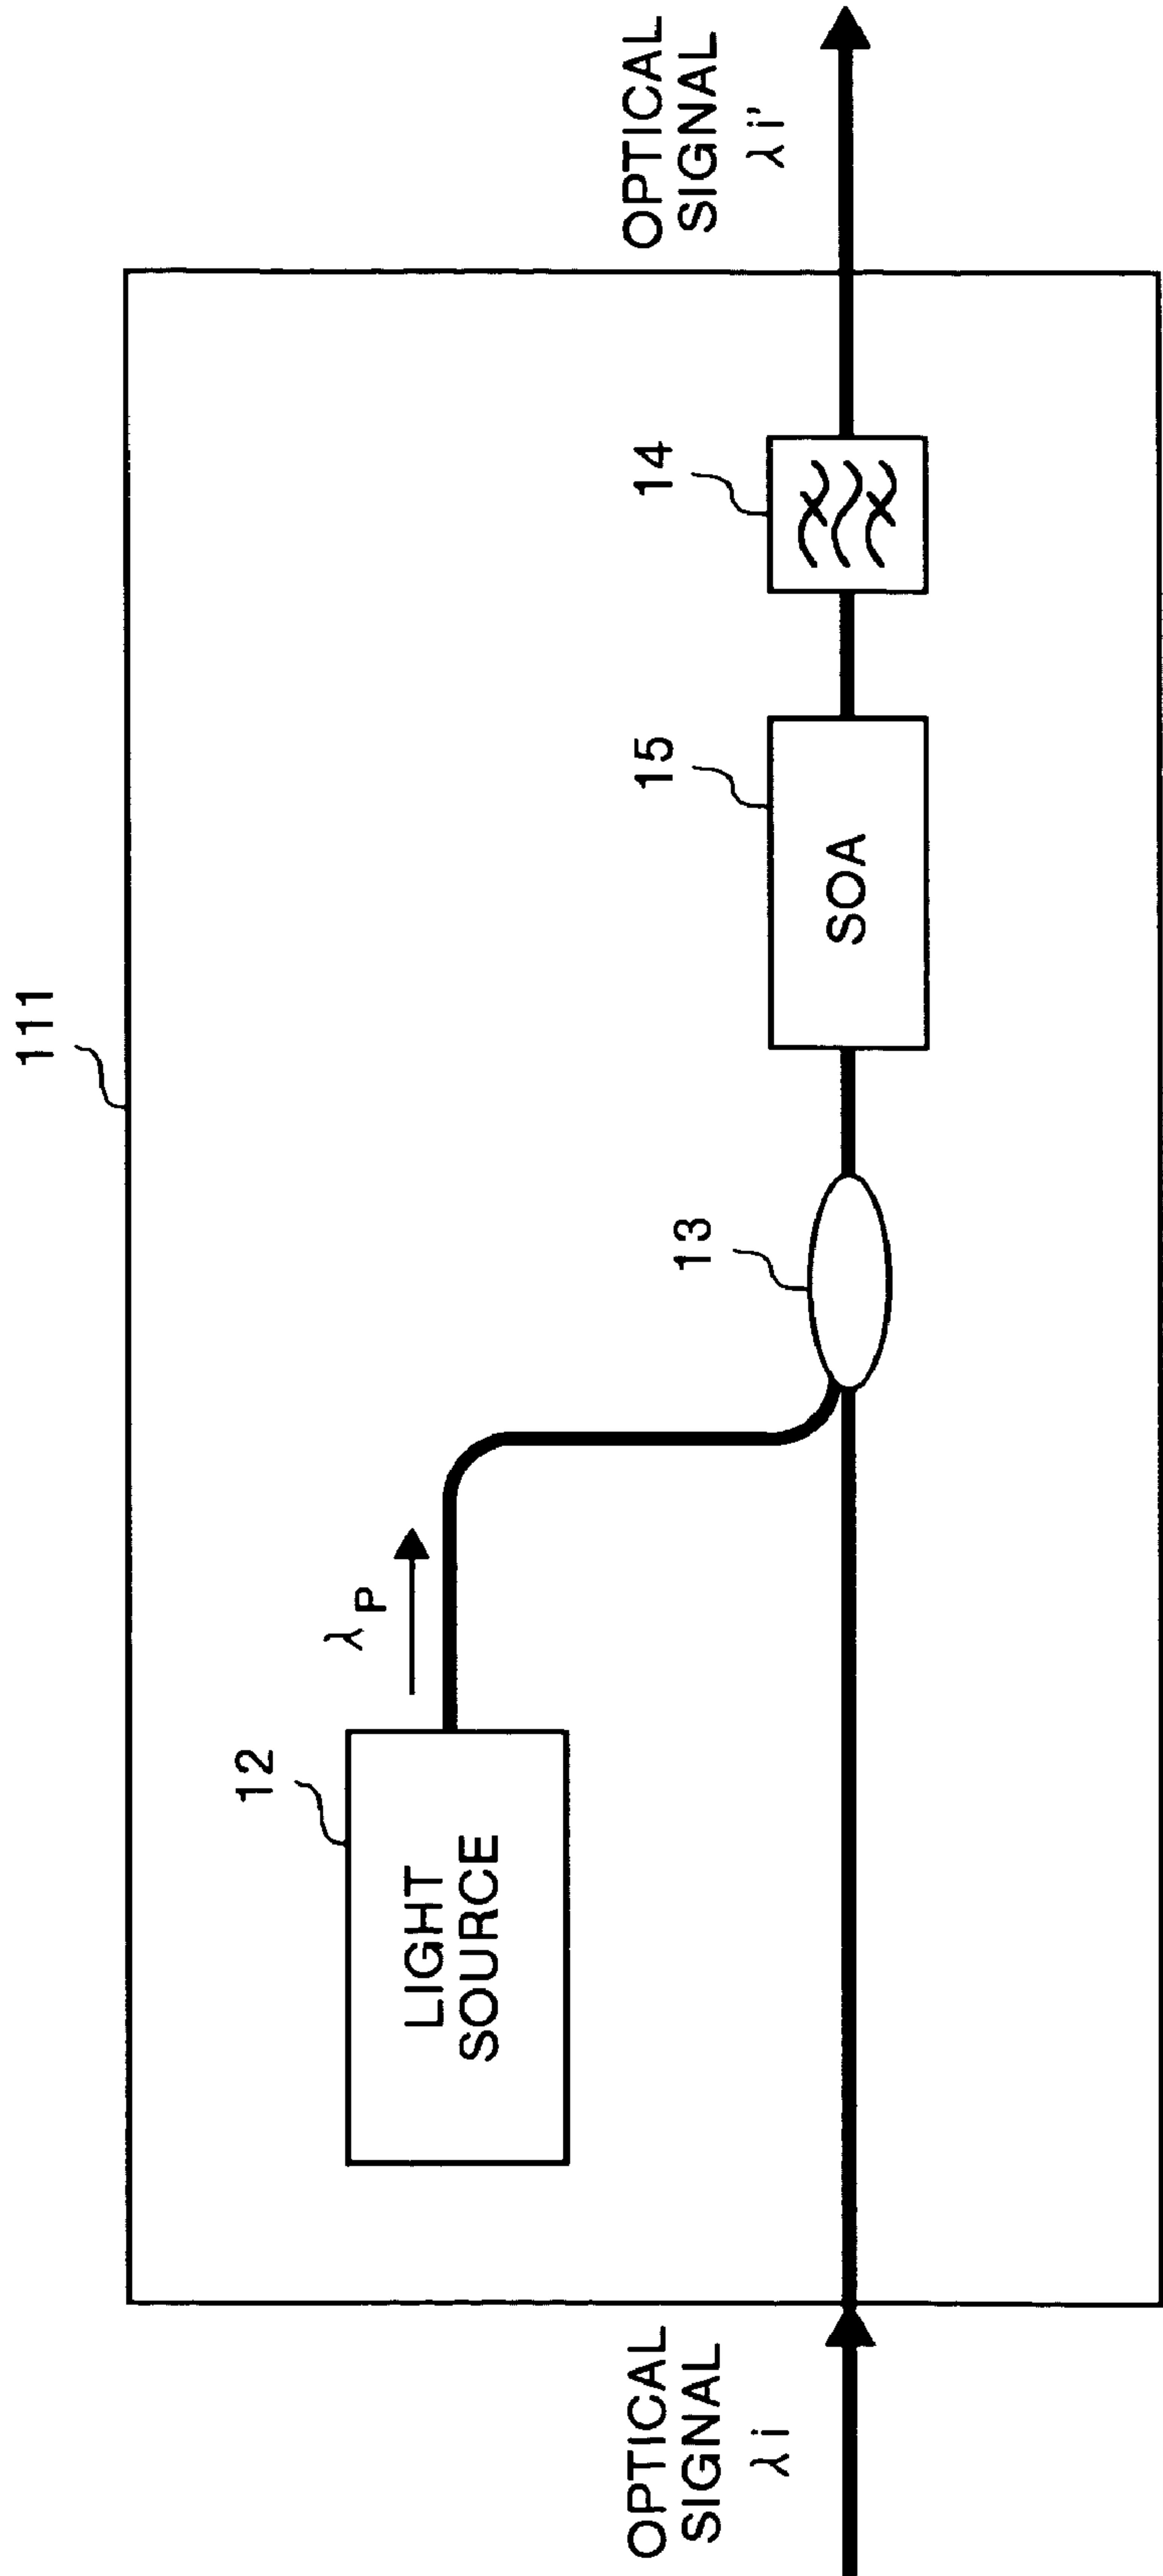 111
12
LIGHT
SOURCE
λP
13
15
SOA
14
OPTICAL
SIGNAL
λi
OPTICAL
SIGNAL
λi'